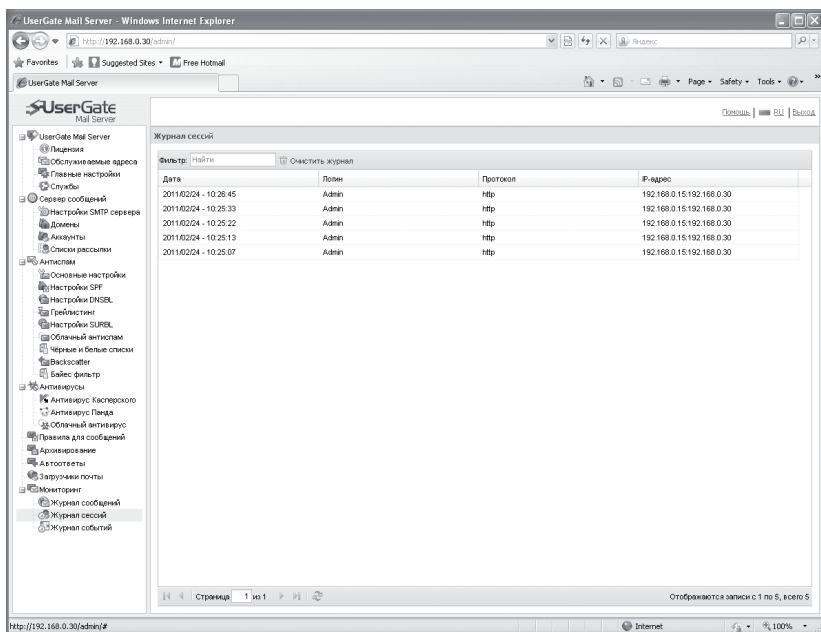 UserGate Mail Server - Windows Internet Explorer
http://192.168.0.30/admin/
Яндекс
Favorites Suggested Sites Free Hotmail
UserGate Mail Server
Page Safety Tools
UserGate
Mail Server
Помощь RU Выход
UserGate Mail Server
Лицензия
Обслуживаемые адреса
Главные настройки
Службы
Сервер сообщений
Настройки SMTP сервера
Домены
Аккаунты
Списки рассылки
Антиспам
Основные настройки
Настройки SPF
Настройки DNSBL
Грейлистинг
Настройки SURBL
Облачный антиспам
Чёрные и белые списки
Backscatter
Байес фильтр
Антивирусы
Антивирус Касперского
Антивирус Панда
Облачный антивирус
Правила для сообщений
Архивирование
Автоответы
Загрузчики почты
Мониторинг
Журнал сообщений
Журнал сессий
Журнал событий
Журнал сессий
Фильтр: Найти Очистить журнал
Дата Логин Протокол IP-адрес
2011/02/24 - 10:26:45 Admin http 192.168.0.15:192.168.0.30
2011/02/24 - 10:25:33 Admin http 192.168.0.15:192.168.0.30
2011/02/24 - 10:25:22 Admin http 192.168.0.15:192.168.0.30
2011/02/24 - 10:25:13 Admin http 192.168.0.15:192.168.0.30
2011/02/24 - 10:25:07 Admin http 192.168.0.15:192.168.0.30
Страница 1 из 1
Отображаются записи с 1 по 5, всего 5
http://192.168.0.30/admin/# Internet 100%